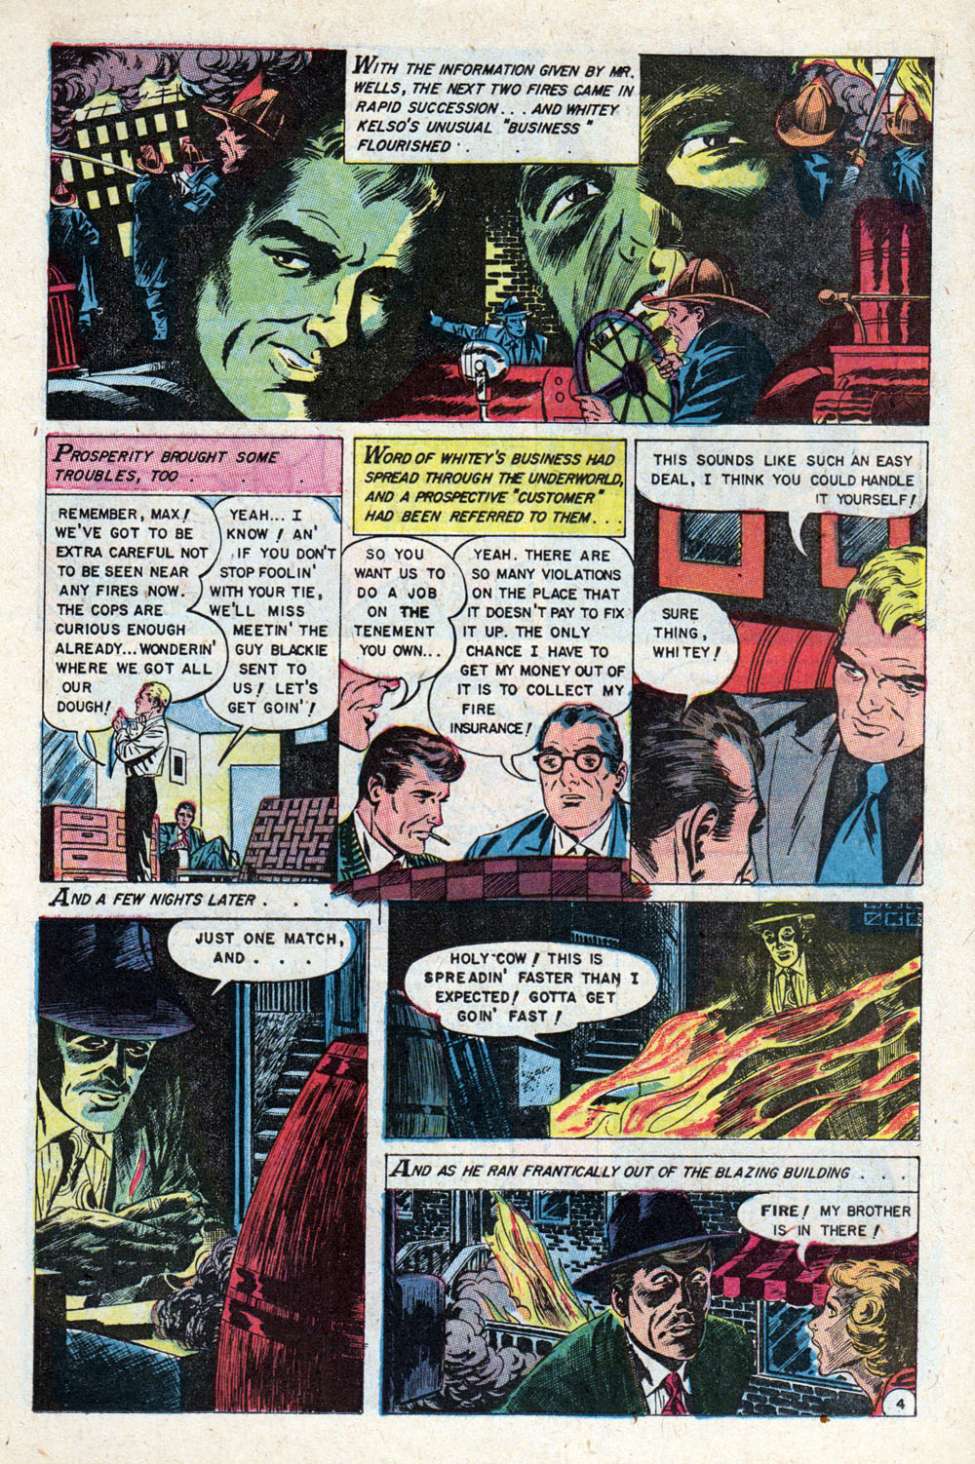 WITH THE INFORMATION GIVEN BY MR.
WELLS, THE NEXT TWO FIRES CAME IN
RAPID SUCCESSION... AND WHITEY
KELSO'S UNUSUAL "BUSINESS"
FLOURISHED . . .
PROSPERITY BROUGHT SOME
TROUBLES, TOO . . .
REMEMBER, MAX!
WE'VE GOT TO BE
EXTRA CAREFUL NOT
TO BE SEEN NEAR
ANY FIRES NOW.
THE COPS ARE
CURIOUS ENOUGH
ALREADY...WONDERIN'
WHERE WE GOT ALL
OUR
DOUGH!
YEAH... I
KNOW! AN'
IF YOU DON'T
STOP FOOLIN'
WITH YOUR TIE,
WE'LL MISS
MEETIN' THE
GUY BLACKIE
SENT TO
US! LET'S
GET GOIN'!
WORD OF WHITEY'S BUSINESS HAD
SPREAD THROUGH THE UNDERWORLD,
AND A PROSPECTIVE "CUSTOMER"
HAD BEEN REFERRED TO THEM...
SO YOU
WANT US TO
DO A JOB
ON THE
TENEMENT
YOU OWN...
YEAH. THERE ARE
SO MANY VIOLATIONS
ON THE PLACE THAT
IT DOESN'T PAY TO FIX
IT UP. THE ONLY
CHANCE I HAVE TO
GET MY MONEY OUT OF
IT IS TO COLLECT MY
FIRE
INSURANCE!
THIS SOUNDS LIKE SUCH AN EASY
DEAL, I THINK YOU COULD HANDLE
IT YOURSELF!
SURE
THING,
WHITEY!
AND A FEW NIGHTS LATER . . .
JUST ONE MATCH,
AND . . .
HOLY COW! THIS IS
SPREADIN' FASTER THAN I
EXPECTED! GOTTA GET
GOIN' FAST!
AND AS HE RAN FRANTICALLY OUT OF THE BLAZING BUILDING . . .
FIRE! MY BROTHER
IS IN THERE!
4